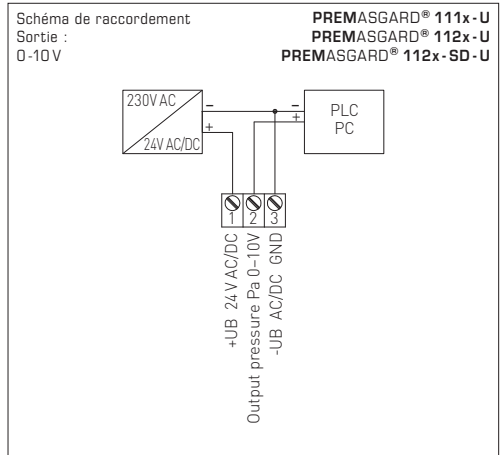 Schéma de raccordement
Sortie :
0-10 V
PREMASGARD® 111x-U
PREMASGARD® 112x-U
PREMASGARD® 112x-SD-U
230V AC
24V AC/DC
–
+
–
+
PLC
PC
1 2 3
+UB 24 V AC/DC
Output pressure Pa 0–10V
-UB AC/DC GND